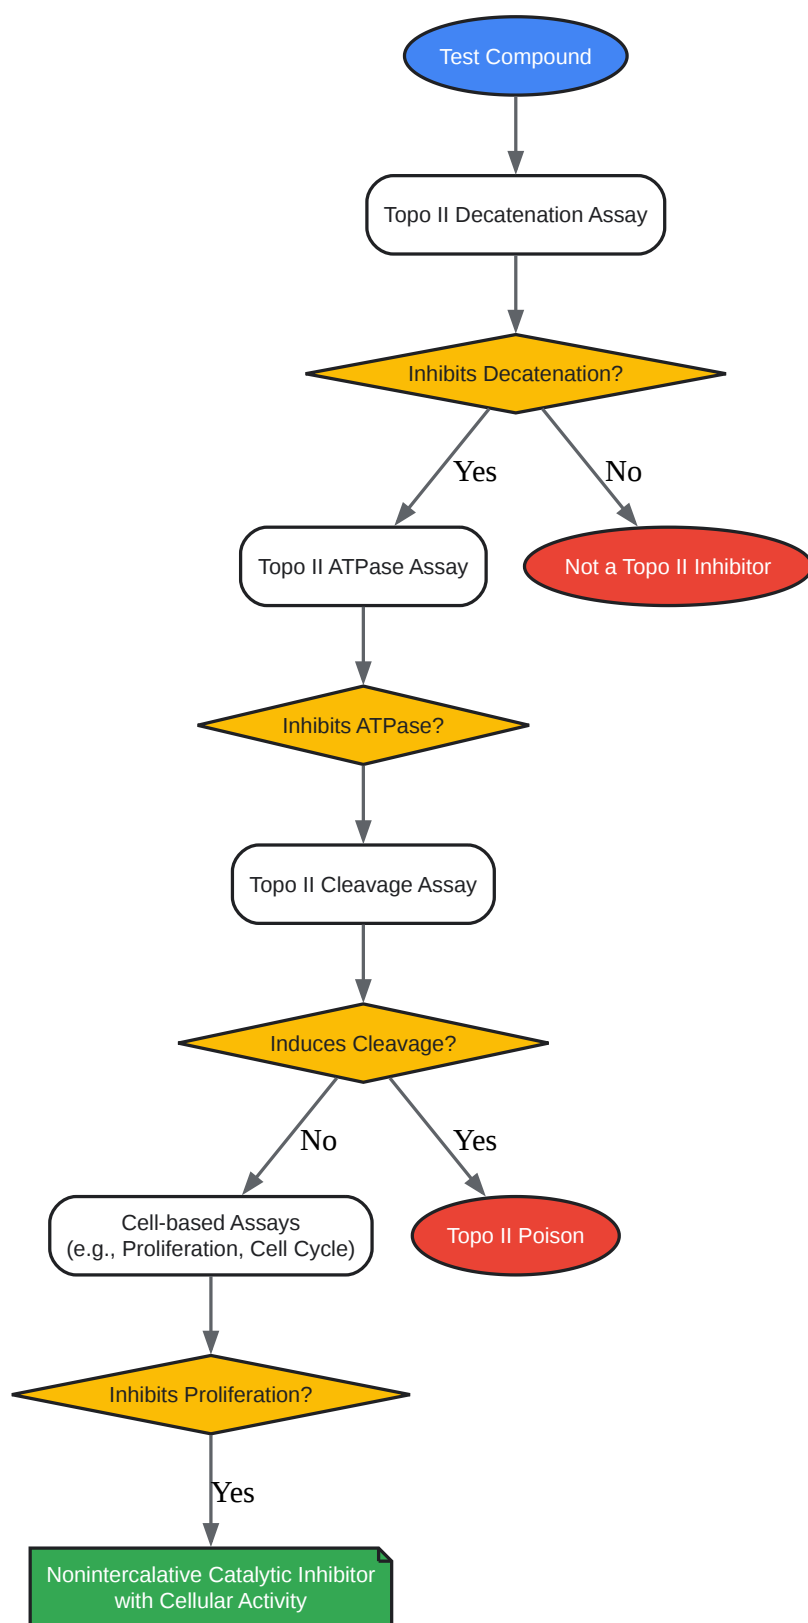 Test Compound
Topo II Decatenation Assay
Inhibits Decatenation?
Yes
No
Topo II ATPase Assay
Not a Topo II Inhibitor
Inhibits ATPase?
Topo II Cleavage Assay
Induces Cleavage?
No
Yes
Cell-based Assays
(e.g., Proliferation, Cell Cycle)
Topo II Poison
Inhibits Proliferation?
Yes
Nonintercalative Catalytic Inhibitor
with Cellular Activity